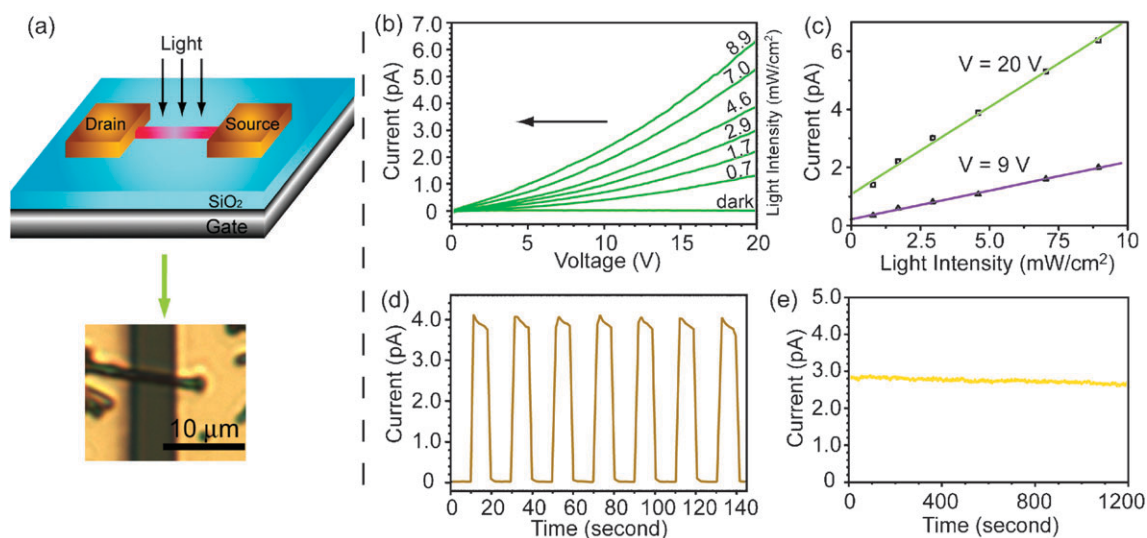 (a)
Light
Drain
Source
SiO₂
Gate
10 μm
(b)
7.0
6.0
5.0
4.0
3.0
2.0
1.0
0
Current (pA)
8.9
7.0
4.6
2.9
1.7
0.7
dark
Light Intensity (mW/cm²)
0 5 10 15 20
Voltage (V)
(c)
6
4
2
0
Current (pA)
V = 20 V
V = 9 V
0 2.5 5.0 7.5 10
Light Intensity (mW/cm²)
(d)
4.0
3.0
2.0
1.0
0
Current (pA)
0 20 40 60 80 100 120 140
Time (second)
(e)
5.0
4.0
3.0
2.0
1.0
0
Current (pA)
0 400 800 1200
Time (second)